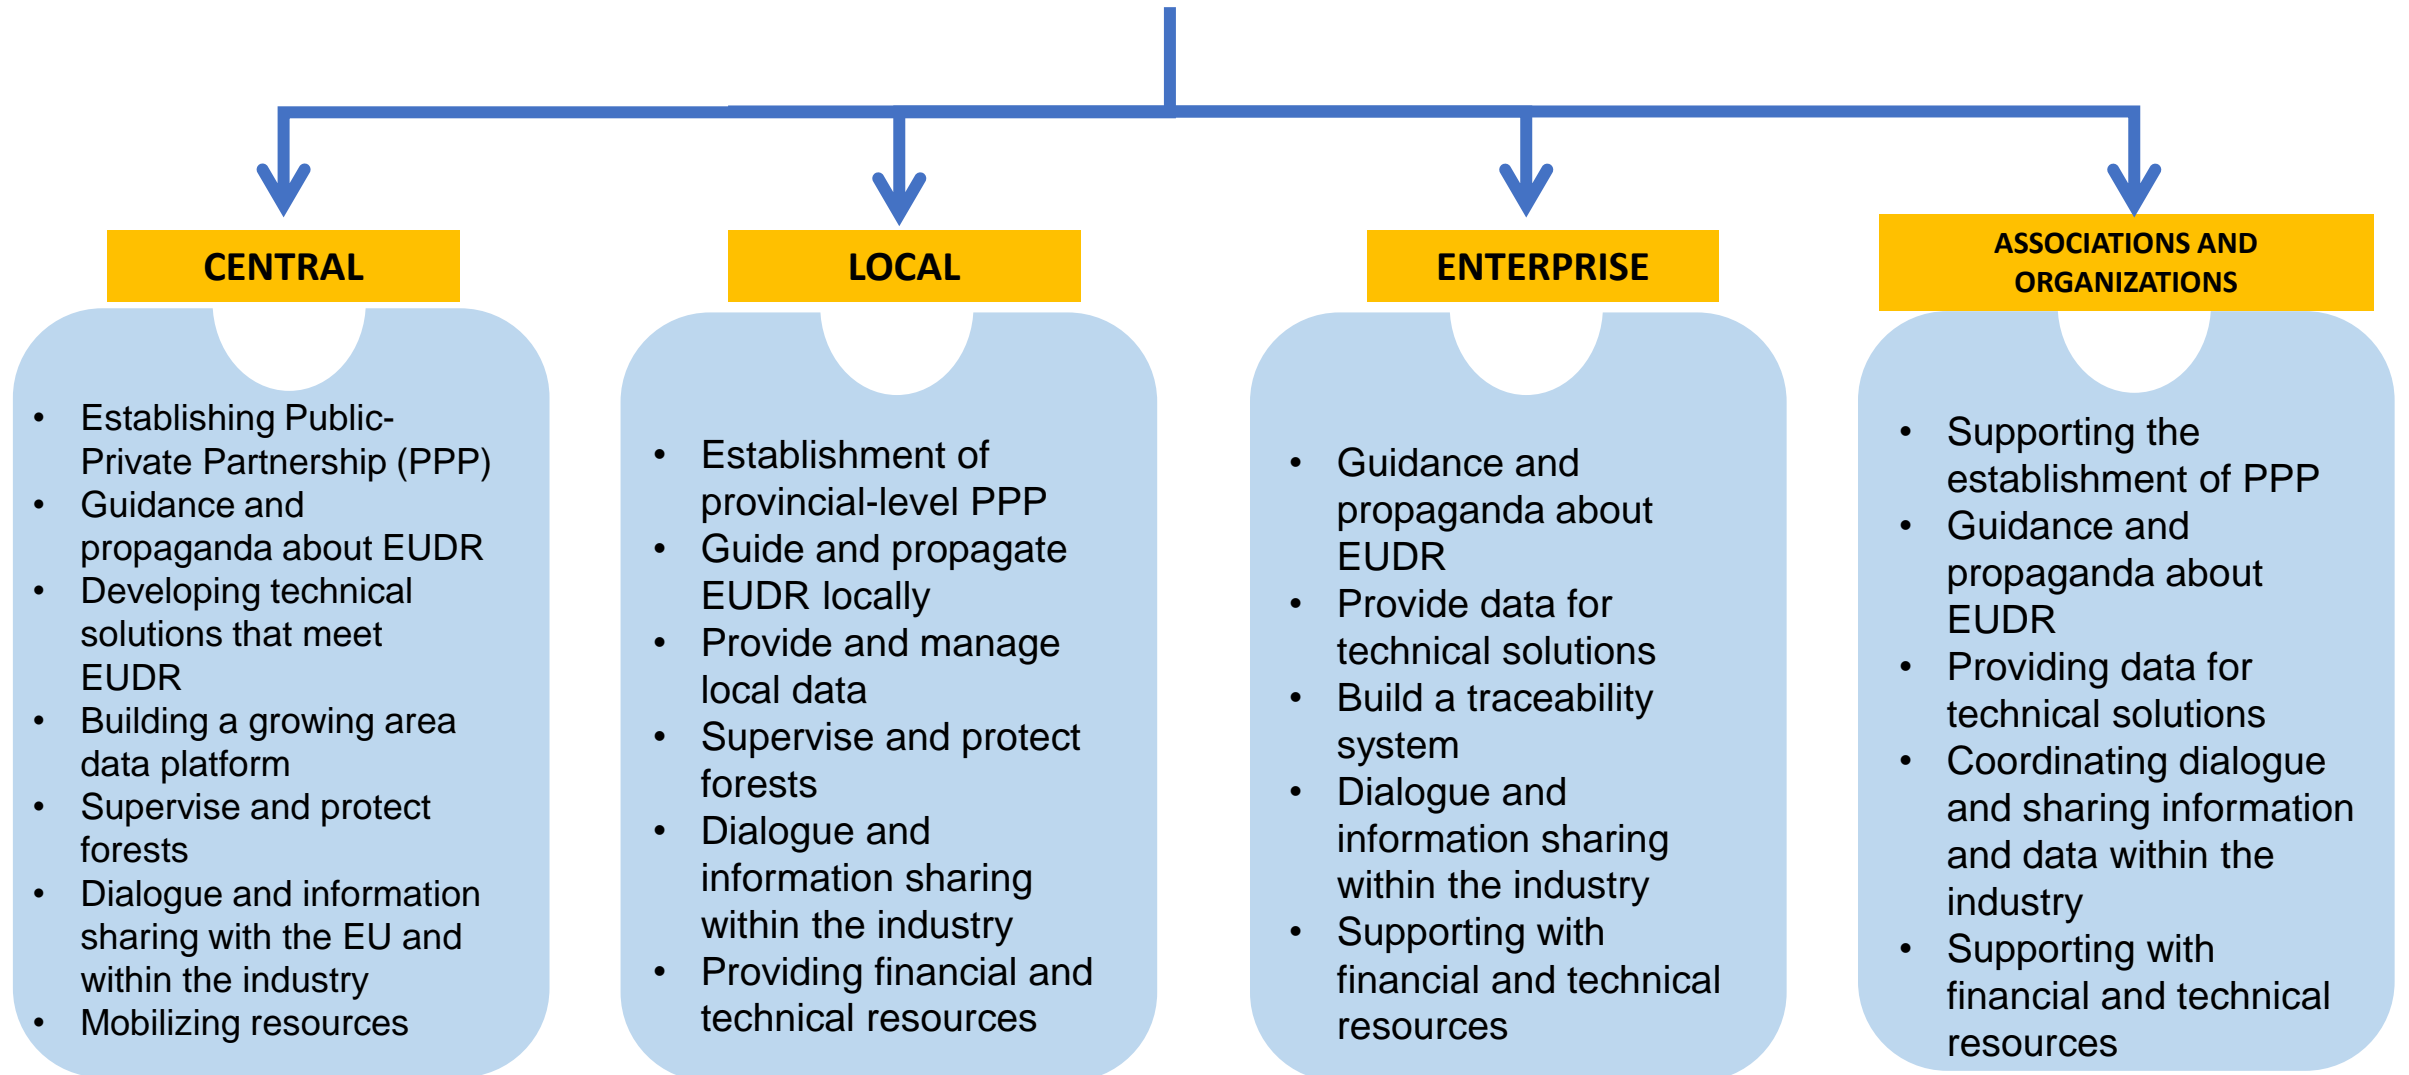 CENTRAL
• Establishing Public-
Private Partnership (PPP)
• Guidance and
propaganda about EUDR
• Developing technical
solutions that meet
EUDR
• Building a growing area
data platform
• Supervise and protect
forests
• Dialogue and information
sharing with the EU and
within the industry
• Mobilizing resources
LOCAL
• Establishment of
provincial-level PPP
• Guide and propagate
EUDR locally
• Provide and manage
local data
• Supervise and protect
forests
• Dialogue and
information sharing
within the industry
• Providing financial and
technical resources
ENTERPRISE
• Guidance and
propaganda about
EUDR
• Provide data for
technical solutions
• Build a traceability
system
• Dialogue and
information sharing
within the industry
• Supporting with
financial and technical
resources
ASSOCIATIONS AND
ORGANIZATIONS
• Supporting the
establishment of PPP
• Guidance and
propaganda about
EUDR
• Providing data for
technical solutions
• Coordinating dialogue
and sharing information
and data within the
industry
• Supporting with
financial and technical
resources